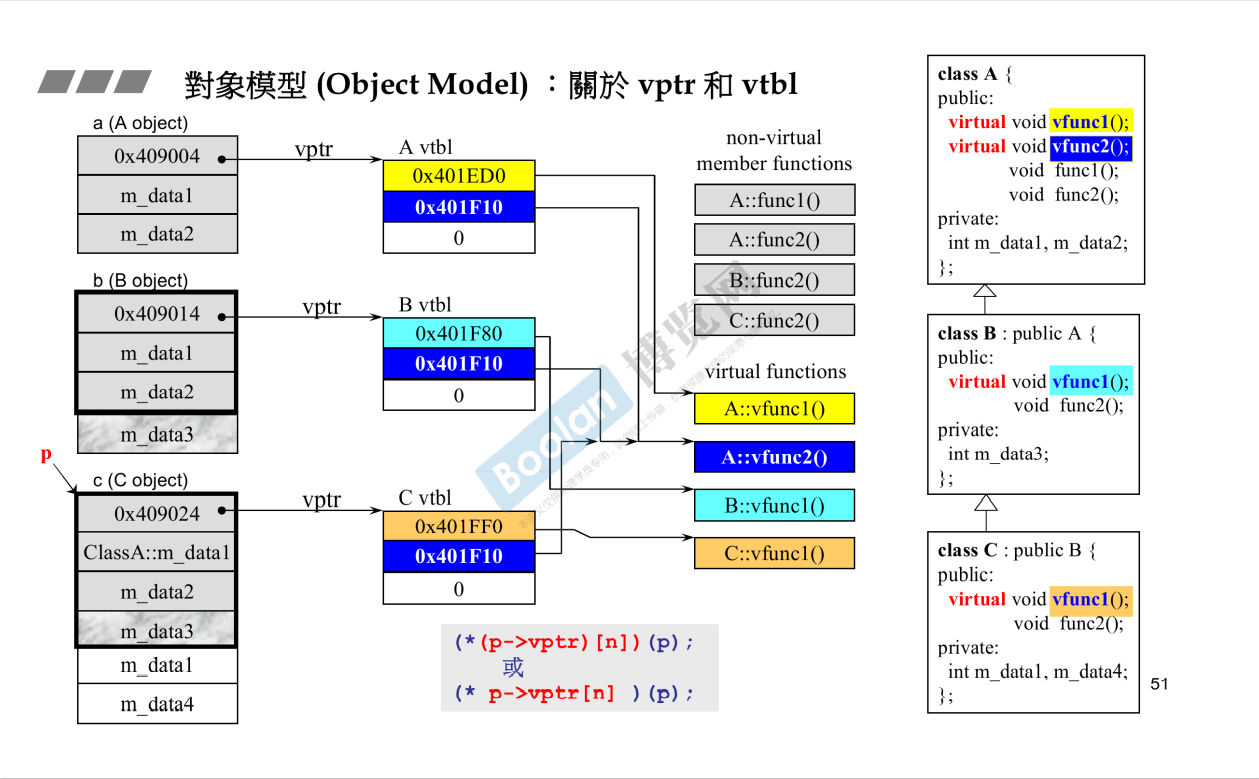 對象模型 (Object Model) ：關於 vptr 和 vtbl
a (A object)
0x409004
m_data1
m_data2
vptr
A vtbl
0x401ED0
0x401F10
0
b (B object)
0x409014
m_data1
m_data2
m_data3
vptr
B vtbl
0x401F80
0x401F10
0
p
c (C object)
0x409024
ClassA::m_data1
m_data2
m_data3
m_data1
m_data4
vptr
C vtbl
0x401FF0
0x401F10
0
non-virtual
member functions
A::func1()
A::func2()
B::func2()
C::func2()
virtual functions
A::vfunc1()
A::vfunc2()
B::vfunc1()
C::vfunc1()
(*(p->vptr)[n])(p);
或
(* p->vptr[n] )(p);
class A {
public:
virtual void vfunc1();
virtual void vfunc2();
void func1();
void func2();
private:
int m_data1, m_data2;
};
class B : public A {
public:
virtual void vfunc1();
void func2();
private:
int m_data3;
};
class C : public B {
public:
virtual void vfunc1();
void func2();
private:
int m_data1, m_data4;
};
51
Boolan 博览网